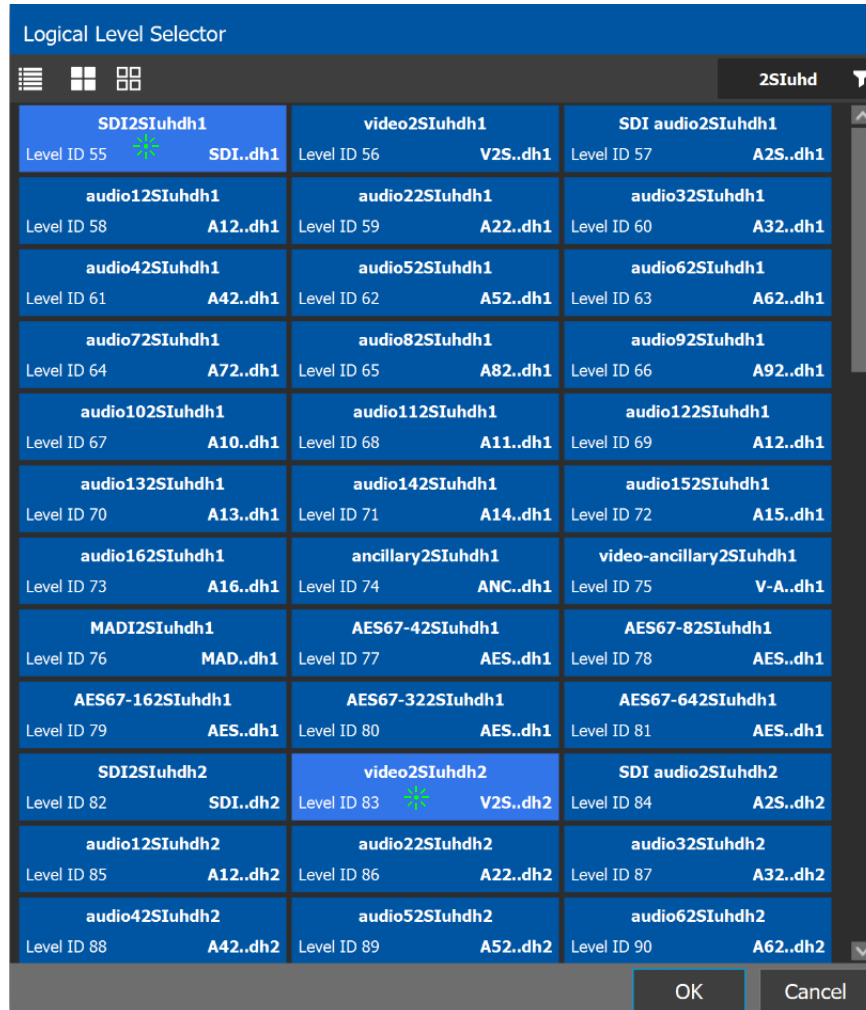 Logical Level Selector
2SIuhd
SDI2SIuhdh1
Level ID 55 SDI..dh1
video2SIuhdh1
Level ID 56 V2S..dh1
SDI audio2SIuhdh1
Level ID 57 A2S..dh1
audio12SIuhdh1
Level ID 58 A12..dh1
audio22SIuhdh1
Level ID 59 A22..dh1
audio32SIuhdh1
Level ID 60 A32..dh1
audio42SIuhdh1
Level ID 61 A42..dh1
audio52SIuhdh1
Level ID 62 A52..dh1
audio62SIuhdh1
Level ID 63 A62..dh1
audio72SIuhdh1
Level ID 64 A72..dh1
audio82SIuhdh1
Level ID 65 A82..dh1
audio92SIuhdh1
Level ID 66 A92..dh1
audio102SIuhdh1
Level ID 67 A10..dh1
audio112SIuhdh1
Level ID 68 A11..dh1
audio122SIuhdh1
Level ID 69 A12..dh1
audio132SIuhdh1
Level ID 70 A13..dh1
audio142SIuhdh1
Level ID 71 A14..dh1
audio152SIuhdh1
Level ID 72 A15..dh1
audio162SIuhdh1
Level ID 73 A16..dh1
ancillary2SIuhdh1
Level ID 74 ANC..dh1
video-ancillary2SIuhdh1
Level ID 75 V-A..dh1
MADI2SIuhdh1
Level ID 76 MAD..dh1
AES67-42SIuhdh1
Level ID 77 AES..dh1
AES67-82SIuhdh1
Level ID 78 AES..dh1
AES67-162SIuhdh1
Level ID 79 AES..dh1
AES67-322SIuhdh1
Level ID 80 AES..dh1
AES67-642SIuhdh1
Level ID 81 AES..dh1
SDI2SIuhdh2
Level ID 82 SDI..dh2
video2SIuhdh2
Level ID 83 V2S..dh2
SDI audio2SIuhdh2
Level ID 84 A2S..dh2
audio12SIuhdh2
Level ID 85 A12..dh2
audio22SIuhdh2
Level ID 86 A22..dh2
audio32SIuhdh2
Level ID 87 A32..dh2
audio42SIuhdh2
Level ID 88 A42..dh2
audio52SIuhdh2
Level ID 89 A52..dh2
audio62SIuhdh2
Level ID 90 A62..dh2
OK
Cancel